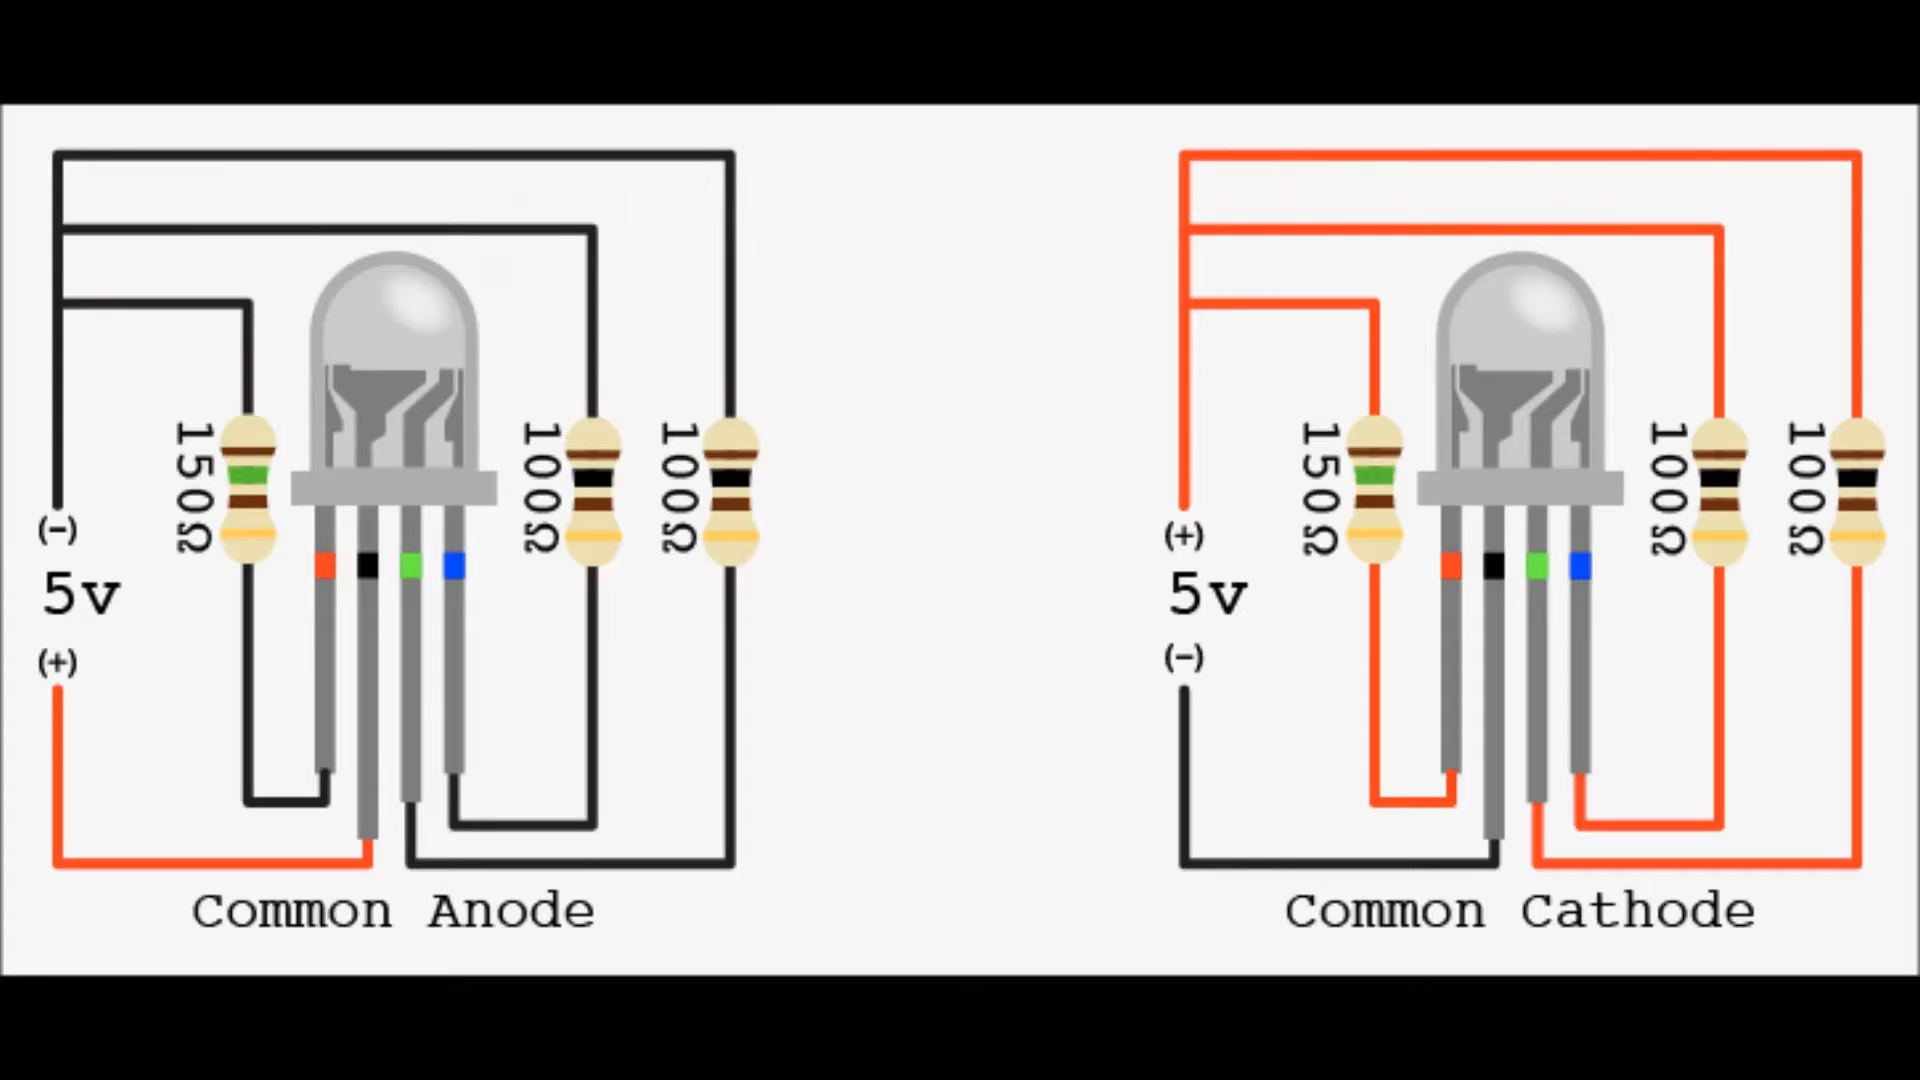 150Ω
100Ω
100Ω
(-)
5v
(+)
Common Anode
150Ω
100Ω
100Ω
(+)
5v
(-)
Common Cathode